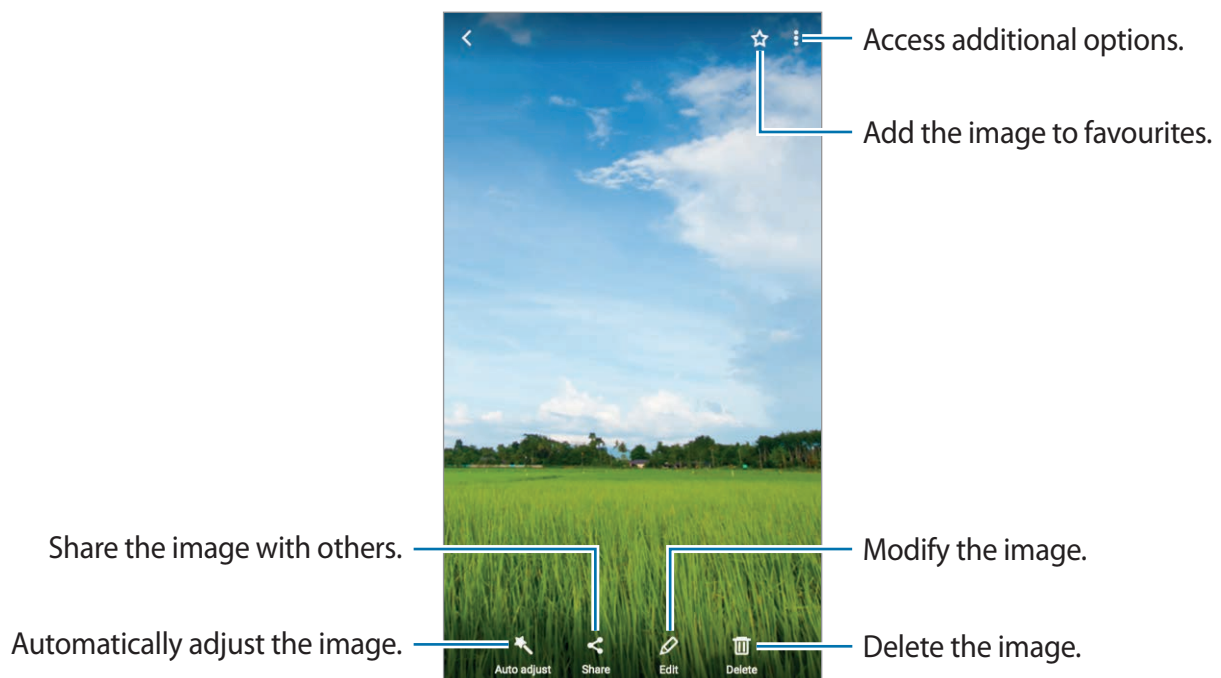 Access additional options.
Add the image to favourites.
Share the image with others.
Modify the image.
Automatically adjust the image.
Delete the image.
Auto adjust
Share
Edit
Delete